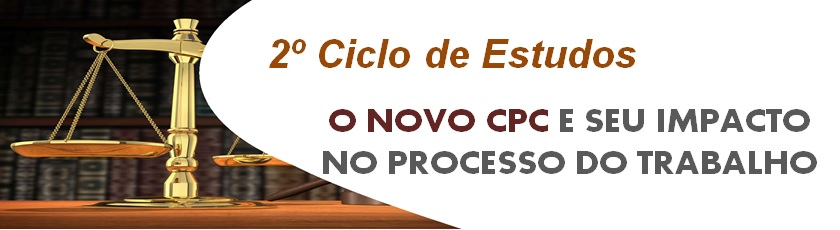 2º Ciclo de Estudos
O NOVO CPC E SEU IMPACTO
NO PROCESSO DO TRABALHO